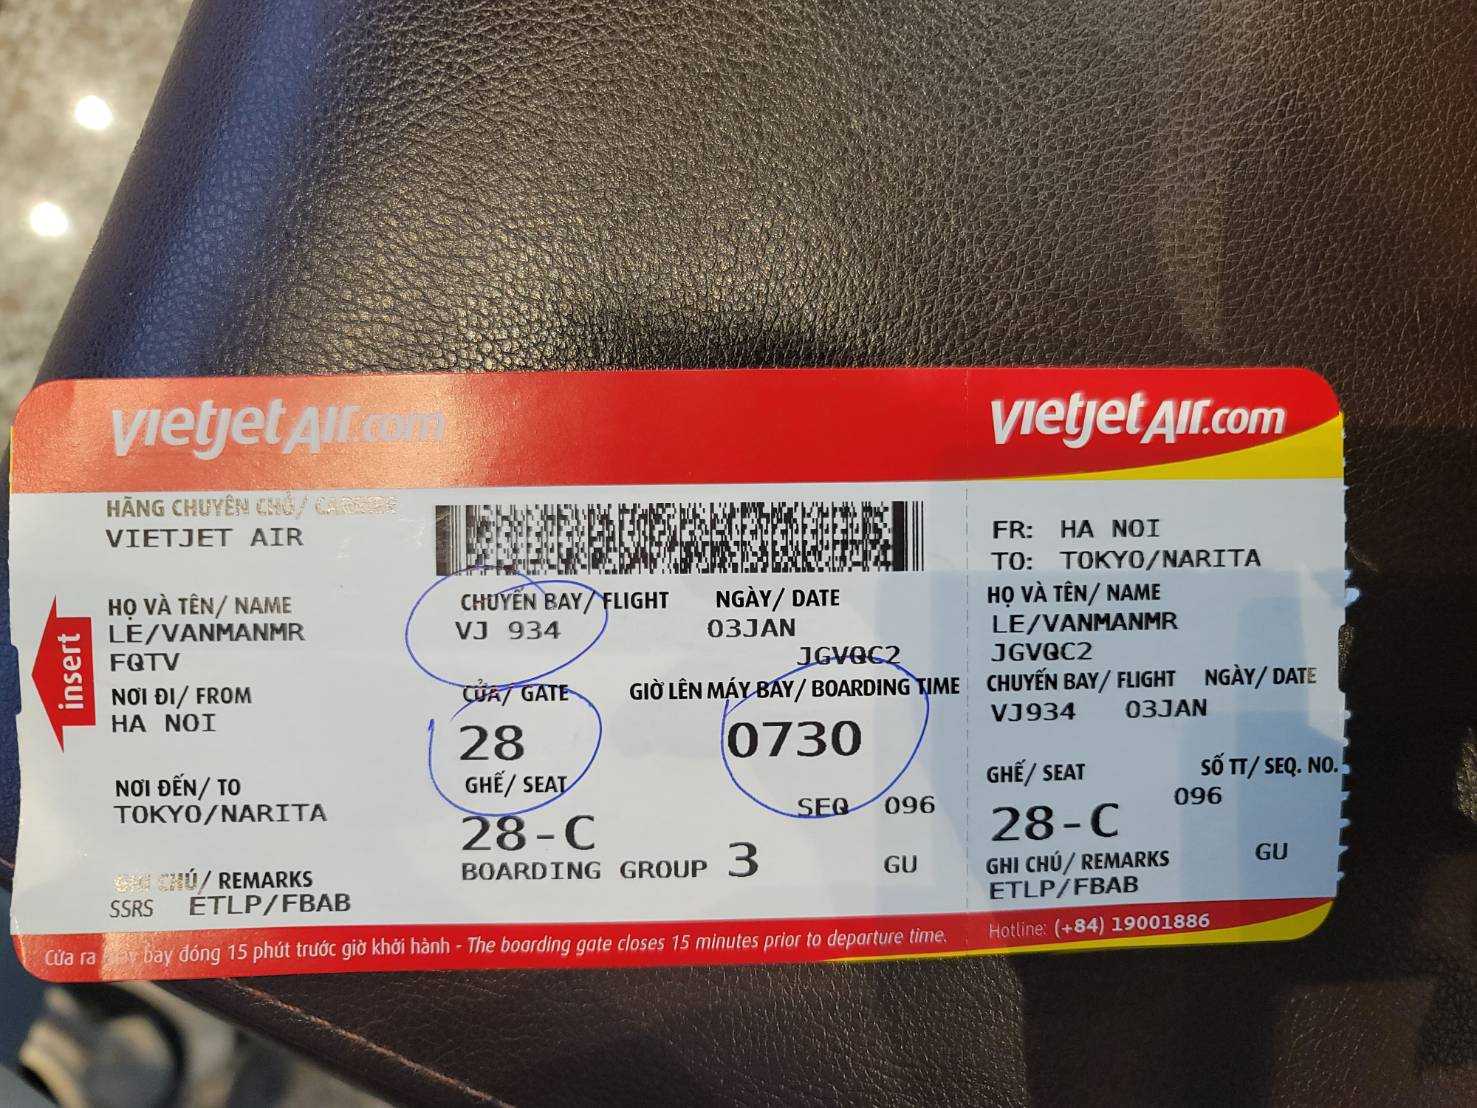 vietjetAir.com
HÃNG CHUYÊN CHỞ/ CARRIER
VIETJET AIR
HỌ VÀ TÊN/ NAME
LE/VANMANMR
FQTV
NƠI ĐI/ FROM
HA NOI
NƠI ĐẾN/ TO
TOKYO/NARITA
GHI CHÚ/ REMARKS
SSRS ETLP/FBAB
insert
CHUYẾN BAY/ FLIGHT
VJ 934
NGÀY/ DATE
03JAN
JGVQC2
CỬA/ GATE
28
GIỜ LÊN MÁY BAY/ BOARDING TIME
0730
GHẾ/ SEAT
28-C
SEQ 096
BOARDING GROUP 3
GU
Cửa ra máy bay đóng 15 phút trước giờ khởi hành - The boarding gate closes 15 minutes prior to departure time.
vietjetAir.com
FR: HA NOI
TO: TOKYO/NARITA
HỌ VÀ TÊN/ NAME
LE/VANMANMR
JGVQC2
CHUYẾN BAY/ FLIGHT NGÀY/ DATE
VJ934 03JAN
GHẾ/ SEAT SỐ TT/ SEQ. NO.
28-C 096
GHI CHÚ/ REMARKS GU
ETLP/FBAB
Hotline: (+84) 19001886